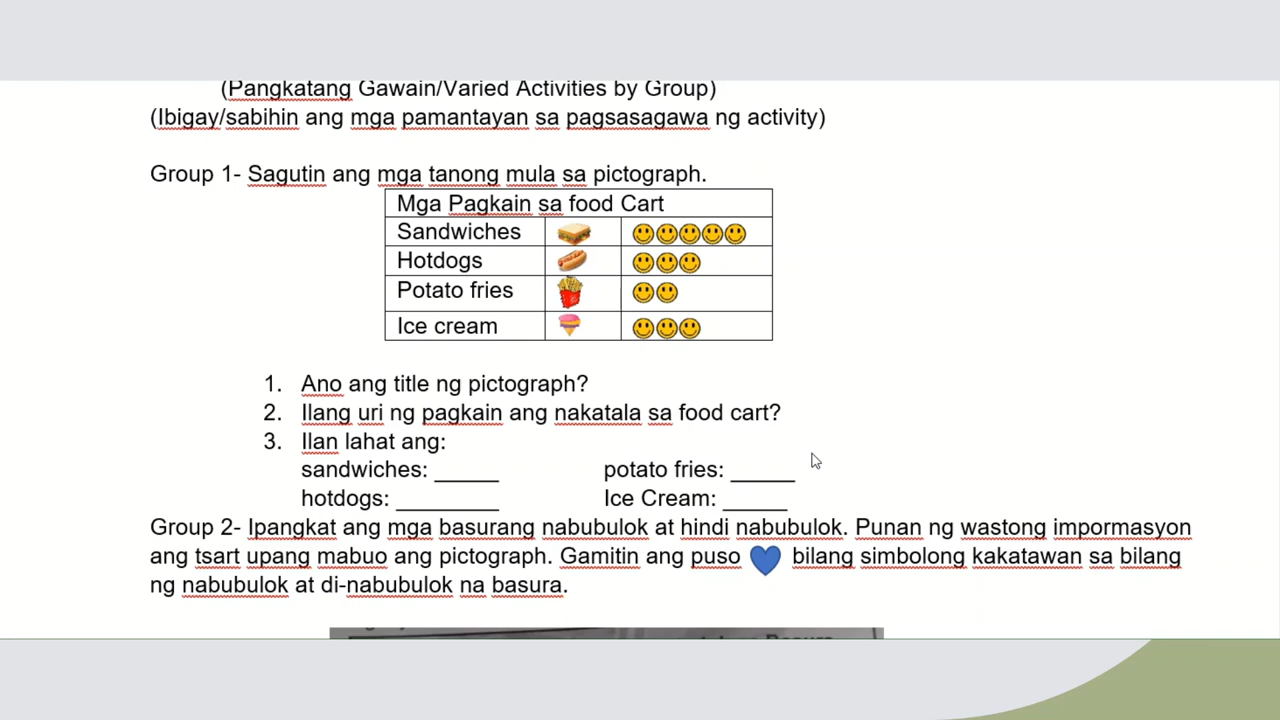 (Pangkatang Gawain/Varied Activities by Group)
(Ibigay/sabihin ang mga pamantayan sa pagsasagawa ng activity)
Group 1- Sagutin ang mga tanong mula sa pictograph.
Mga Pagkain sa food Cart
Sandwiches
Hotdogs
Potato fries
Ice cream
1. Ano ang title ng pictograph?
2. Ilang uri ng pagkain ang nakatala sa food cart?
3. Ilan lahat ang:
sandwiches: _____ potato fries: _____
hotdogs: ________ Ice Cream: _____
Group 2- Ipangkat ang mga basurang nabubulok at hindi nabubulok. Punan ng wastong impormasyon
ang tsart upang mabuo ang pictograph. Gamitin ang puso bilang simbolong kakatawan sa bilang
ng nabubulok at di-nabubulok na basura.